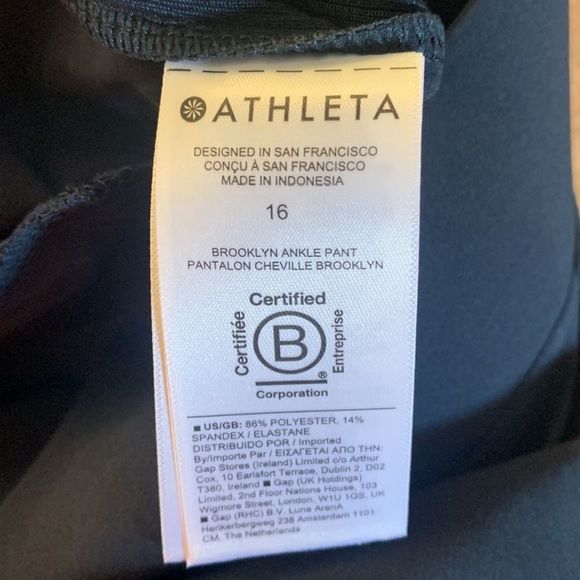 ATHLETA
DESIGNED IN SAN FRANCISCO
CONÇU À SAN FRANCISCO
MADE IN INDONESIA
16
BROOKLYN ANKLE PANT
PANTALON CHEVILLE BROOKLYN
Certified
Certifiée
B
Entreprise
®
Corporation
■ US/GB: 86% POLYESTER, 14%
SPANDEX / ELASTANE
DISTRIBUIDO POR / Imported
By/Importe Par / ΕΙΣΑΓΕΤΑΙ ΑΠΟ ΤΗΝ:
Gap Stores (Ireland) Limited c/o Arthur
Cox, 10 Earlsfort Terrace, Dublin 2, D02
T380, Ireland ■ Gap (UK Holdings)
Limited, 2nd Floor Nations House, 103
Wigmore Street, London, W1U 1QS, UK
■ Gap (RHC) B.V. Luna ArenA
Herikerbergweg 238 Amsterdam 1101
CM, The Netherlands